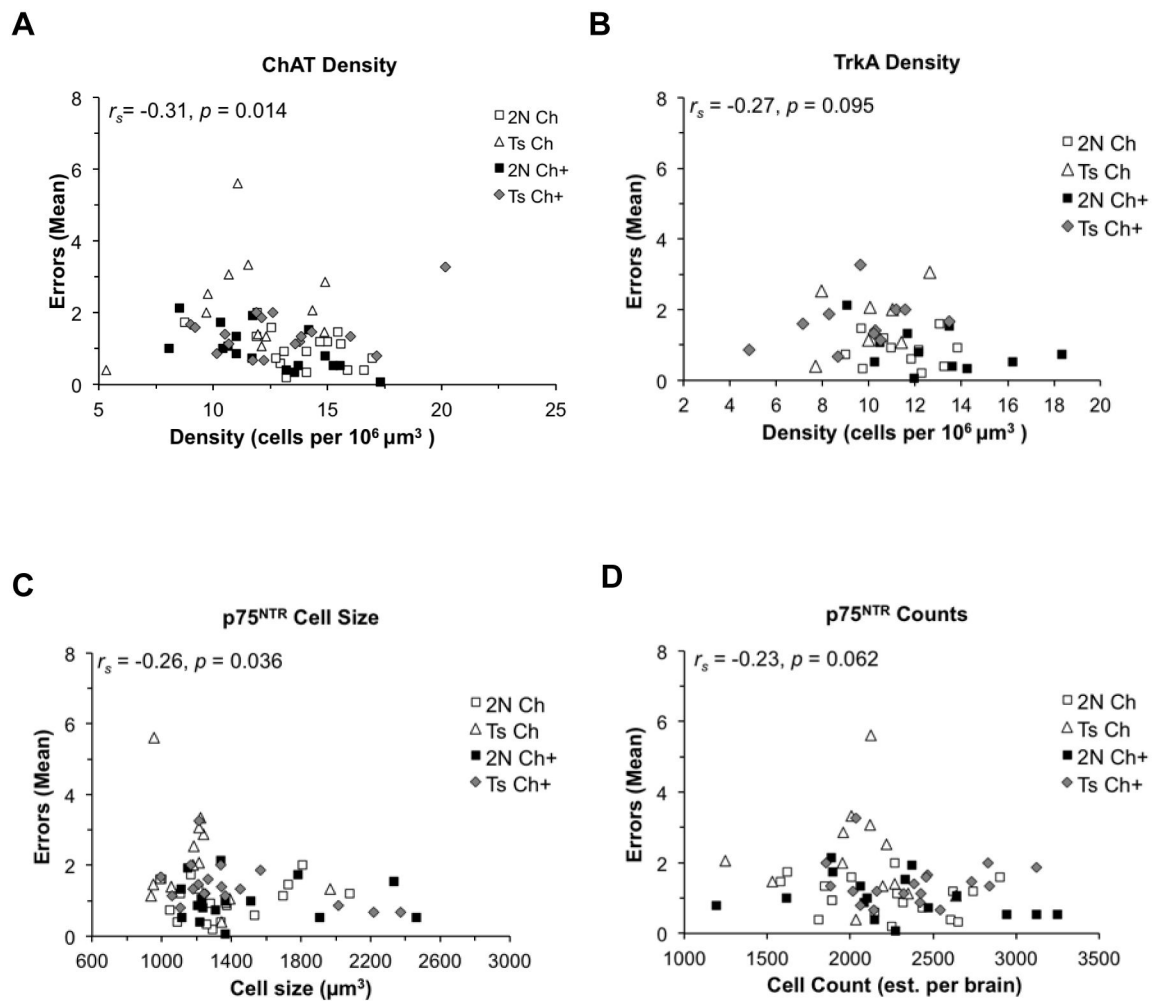 A
ChAT Density
rs= -0.31, p = 0.014
8
6
4
2
0
Errors (Mean)
5 10 15 20 25
Density (cells per 10⁶ µm³ )
2N Ch
Ts Ch
2N Ch+
Ts Ch+
B
TrkA Density
rs = -0.27, p = 0.095
8
6
4
2
0
Errors (Mean)
2 4 6 8 10 12 14 16 18 20
Density (cells per 10⁶ µm³ )
2N Ch
Ts Ch
2N Ch+
Ts Ch+
C
p75ᴺᵀᴿ Cell Size
rs = -0.26, p = 0.036
8
6
4
2
0
Errors (Mean)
600 1000 1400 1800 2200 2600 3000
Cell size (µm³)
2N Ch
Ts Ch
2N Ch+
Ts Ch+
D
p75ᴺᵀᴿ Counts
rs = -0.23, p = 0.062
8
6
4
2
0
Errors (Mean)
1000 1500 2000 2500 3000 3500
Cell Count (est. per brain)
2N Ch
Ts Ch
2N Ch+
Ts Ch+